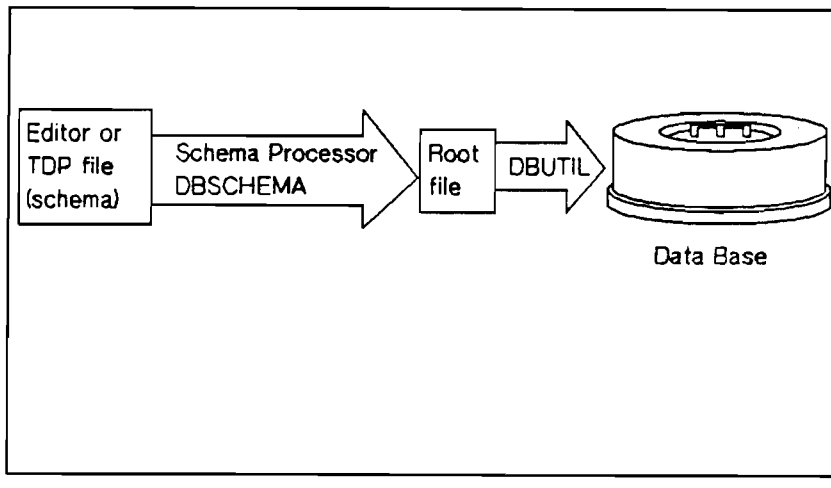 Editor or
TDP file
(schema)
Schema Processor
DBSCHEMA
Root
file
DBUTIL
Data Base